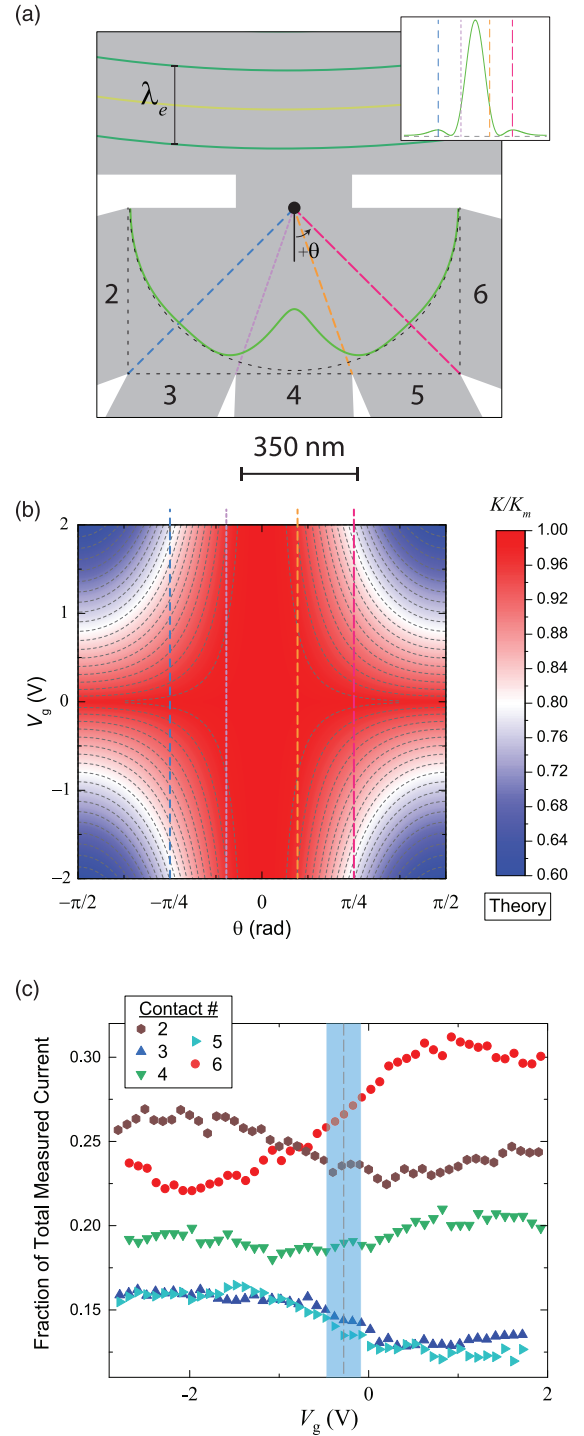 (a)
λe
+θ
2
6
3
4
5
350 nm
(b)
K/Km
2
1
0
−1
−2
Vg (V)
−π/2
−π/4
0
π/4
π/2
θ (rad)
1.00
0.96
0.92
0.88
0.84
0.80
0.76
0.72
0.68
0.64
0.60
Theory
(c)
Contact #
2
3
4
5
6
0.30
0.25
0.20
0.15
Fraction of Total Measured Current
-2
0
2
Vg (V)